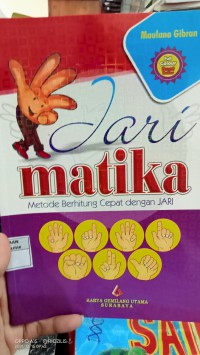 Maulana Gibran
Jari
matika
Metode Berhitung Cepat dengan JARI
KARYA GEMILANG UTAMA
SURABAYA